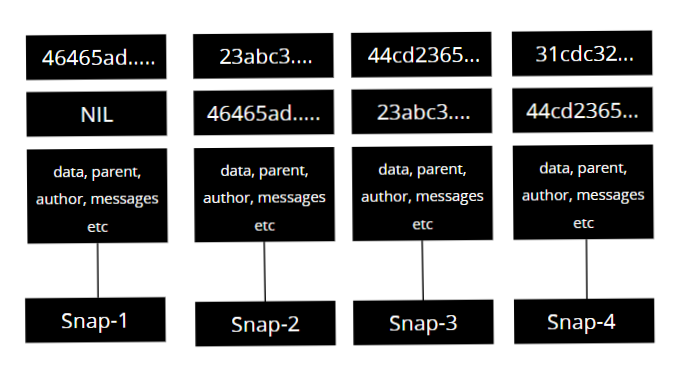 46465ad.....
23abc3....
44cd2365...
31cdc32...
NIL
46465ad.....
23abc3....
44cd2365...
data, parent,
author, messages
etc
data, parent,
author, messages
etc
data, parent,
author, messages
etc
data, parent,
author, messages
etc
Snap-1
Snap-2
Snap-3
Snap-4